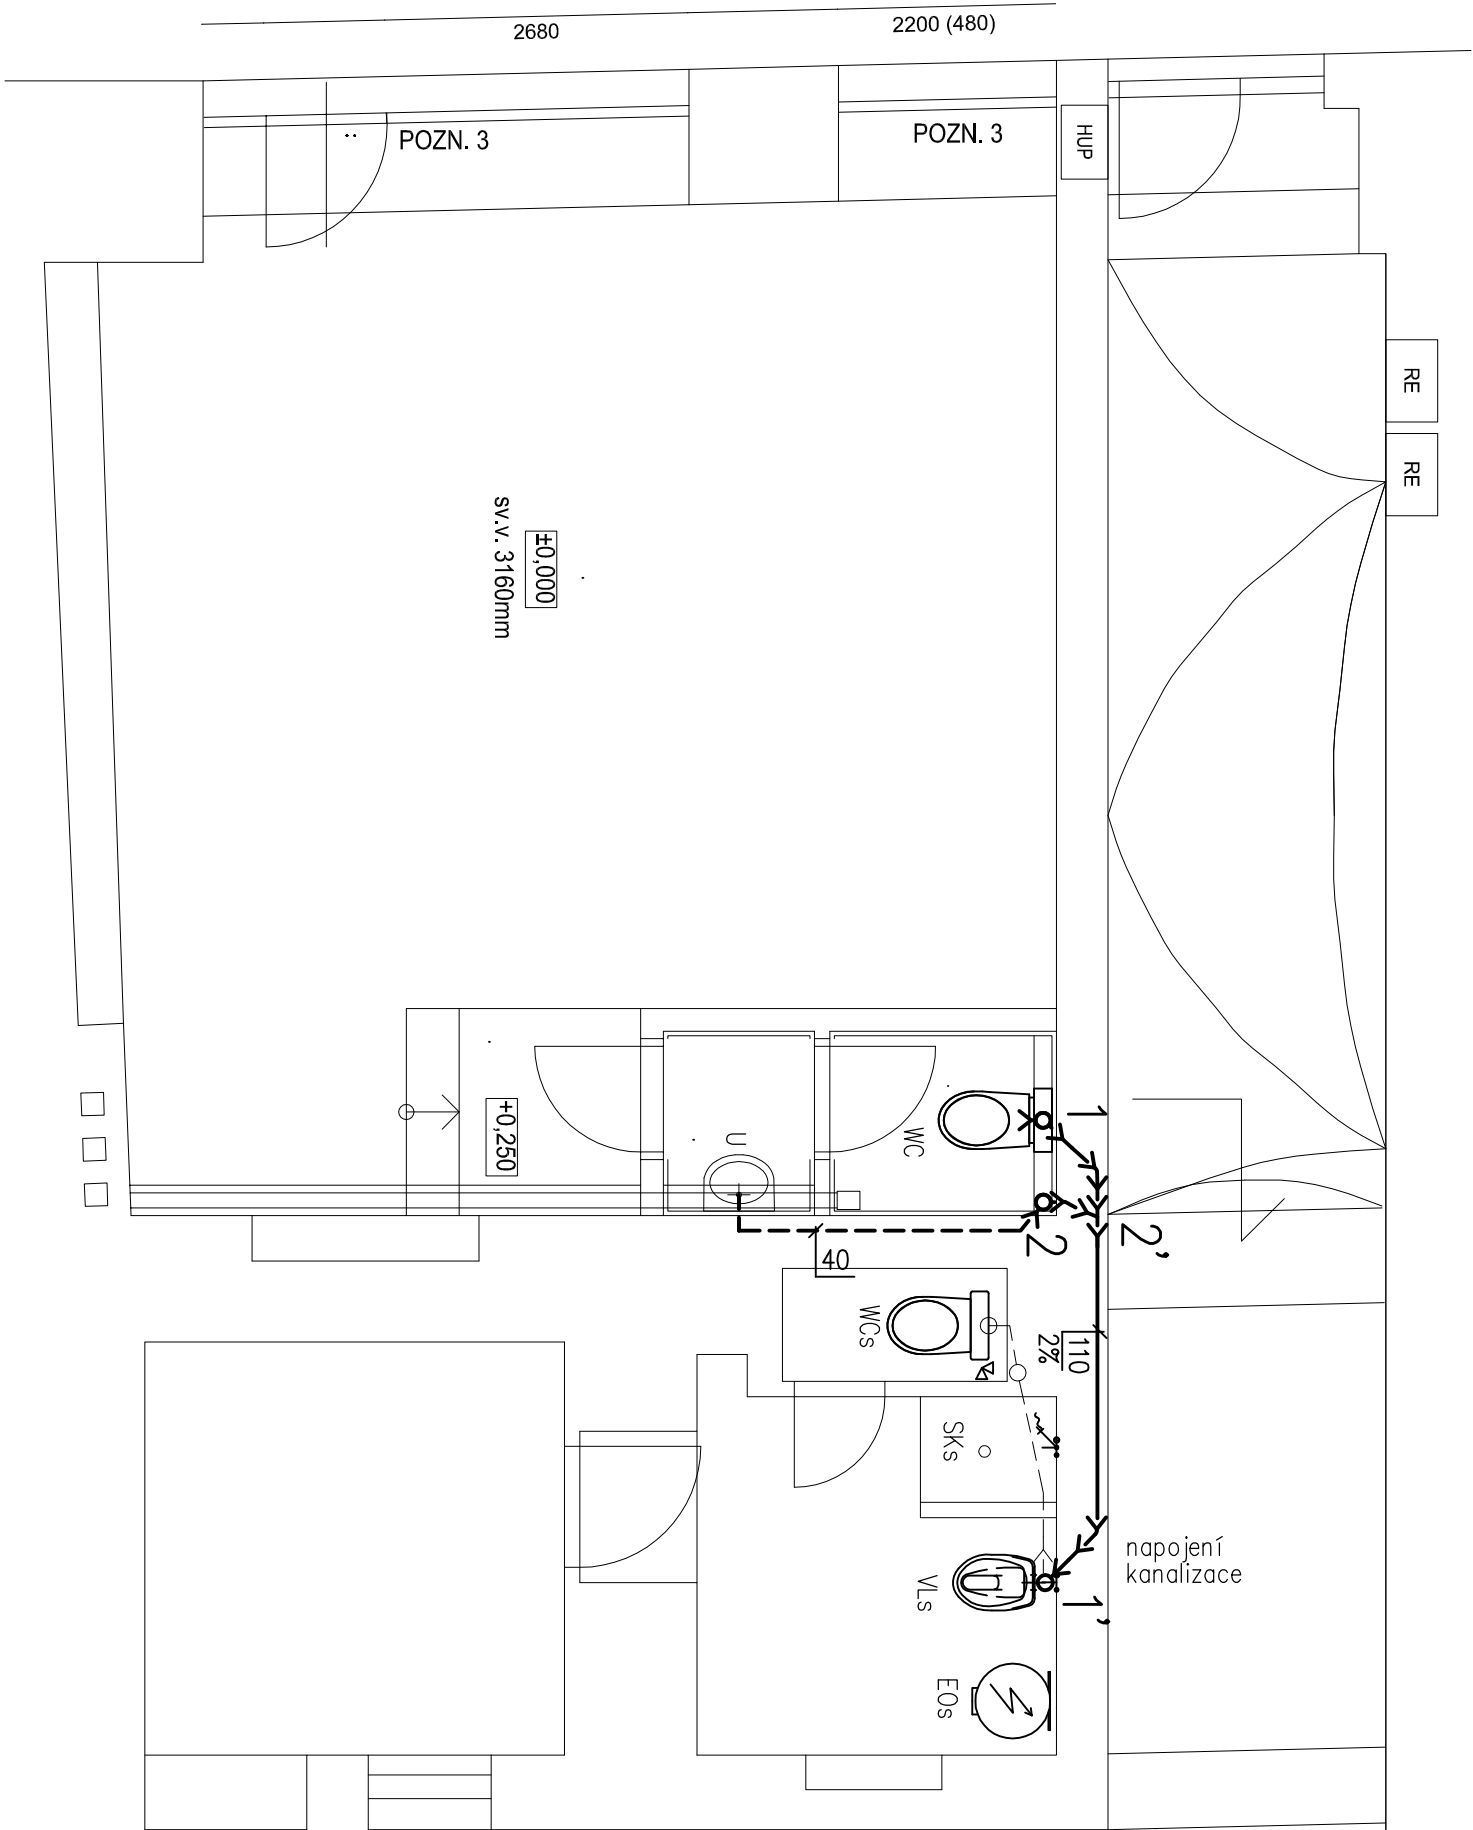 2680
2200 (480)
POZN. 3
POZN. 3
HUP
RE
RE
±0,000
sv.v. 3160mm
+0,250
U
WC
1
2
2'
40
WCs
110
2%
SKs
napojení
kanalizace
VLs
1'
EOs